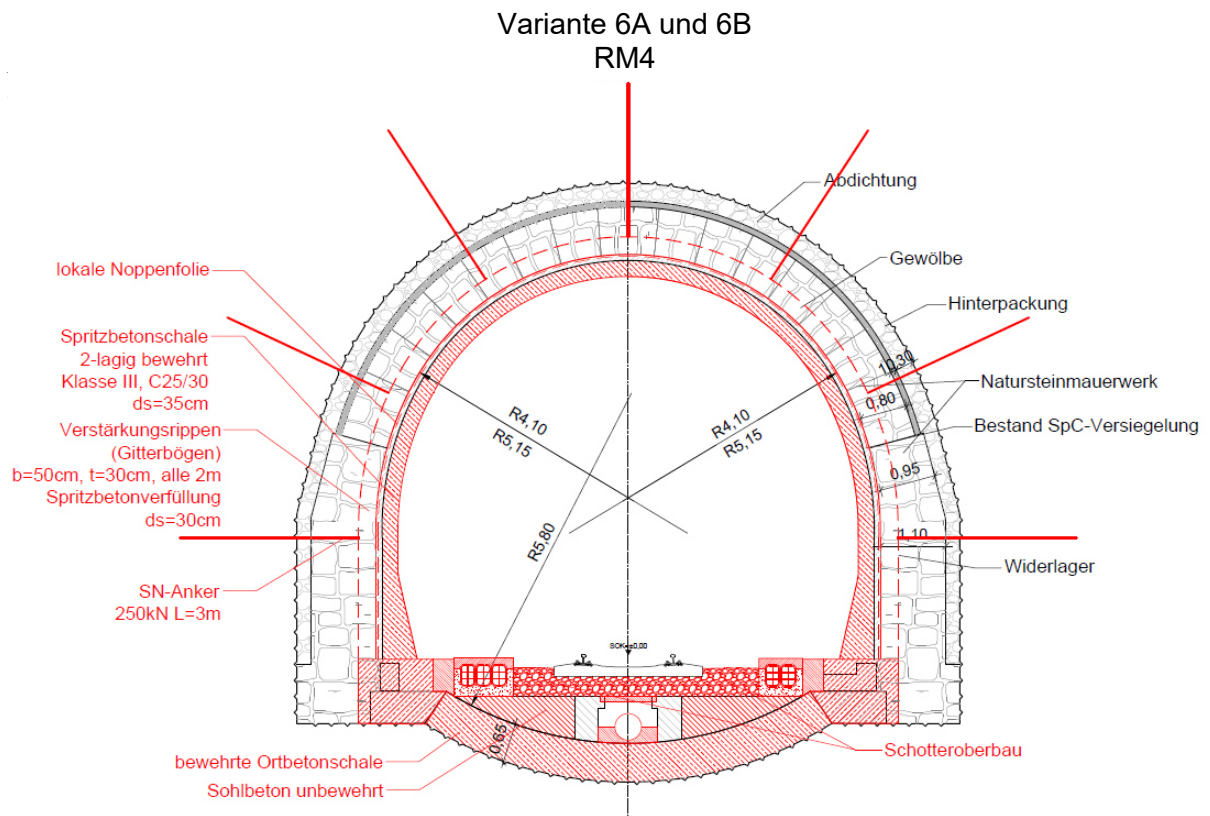 Variante 6A und 6B
RM4
Abdichtung
Gewölbe
Hinterpackung
lokale Noppenfolie
Spritzbetonschale
2-lagig bewehrt
Klasse III, C25/30
ds=35cm
Verstärkungsrippen
(Gitterbögen)
b=50cm, t=30cm, alle 2m
Spritzbetonverfüllung
ds=30cm
SN-Anker
250kN L=3m
R4,10
R5,15
R4,10
R5,15
R5,80
0,80
Natursteinmauerwerk
Bestand SpC-Versiegelung
0,95
1,10
Widerlager
SOK=±0,00
0,65
bewehrte Ortbetonschale
Sohlbeton unbewehrt
Schotteroberbau